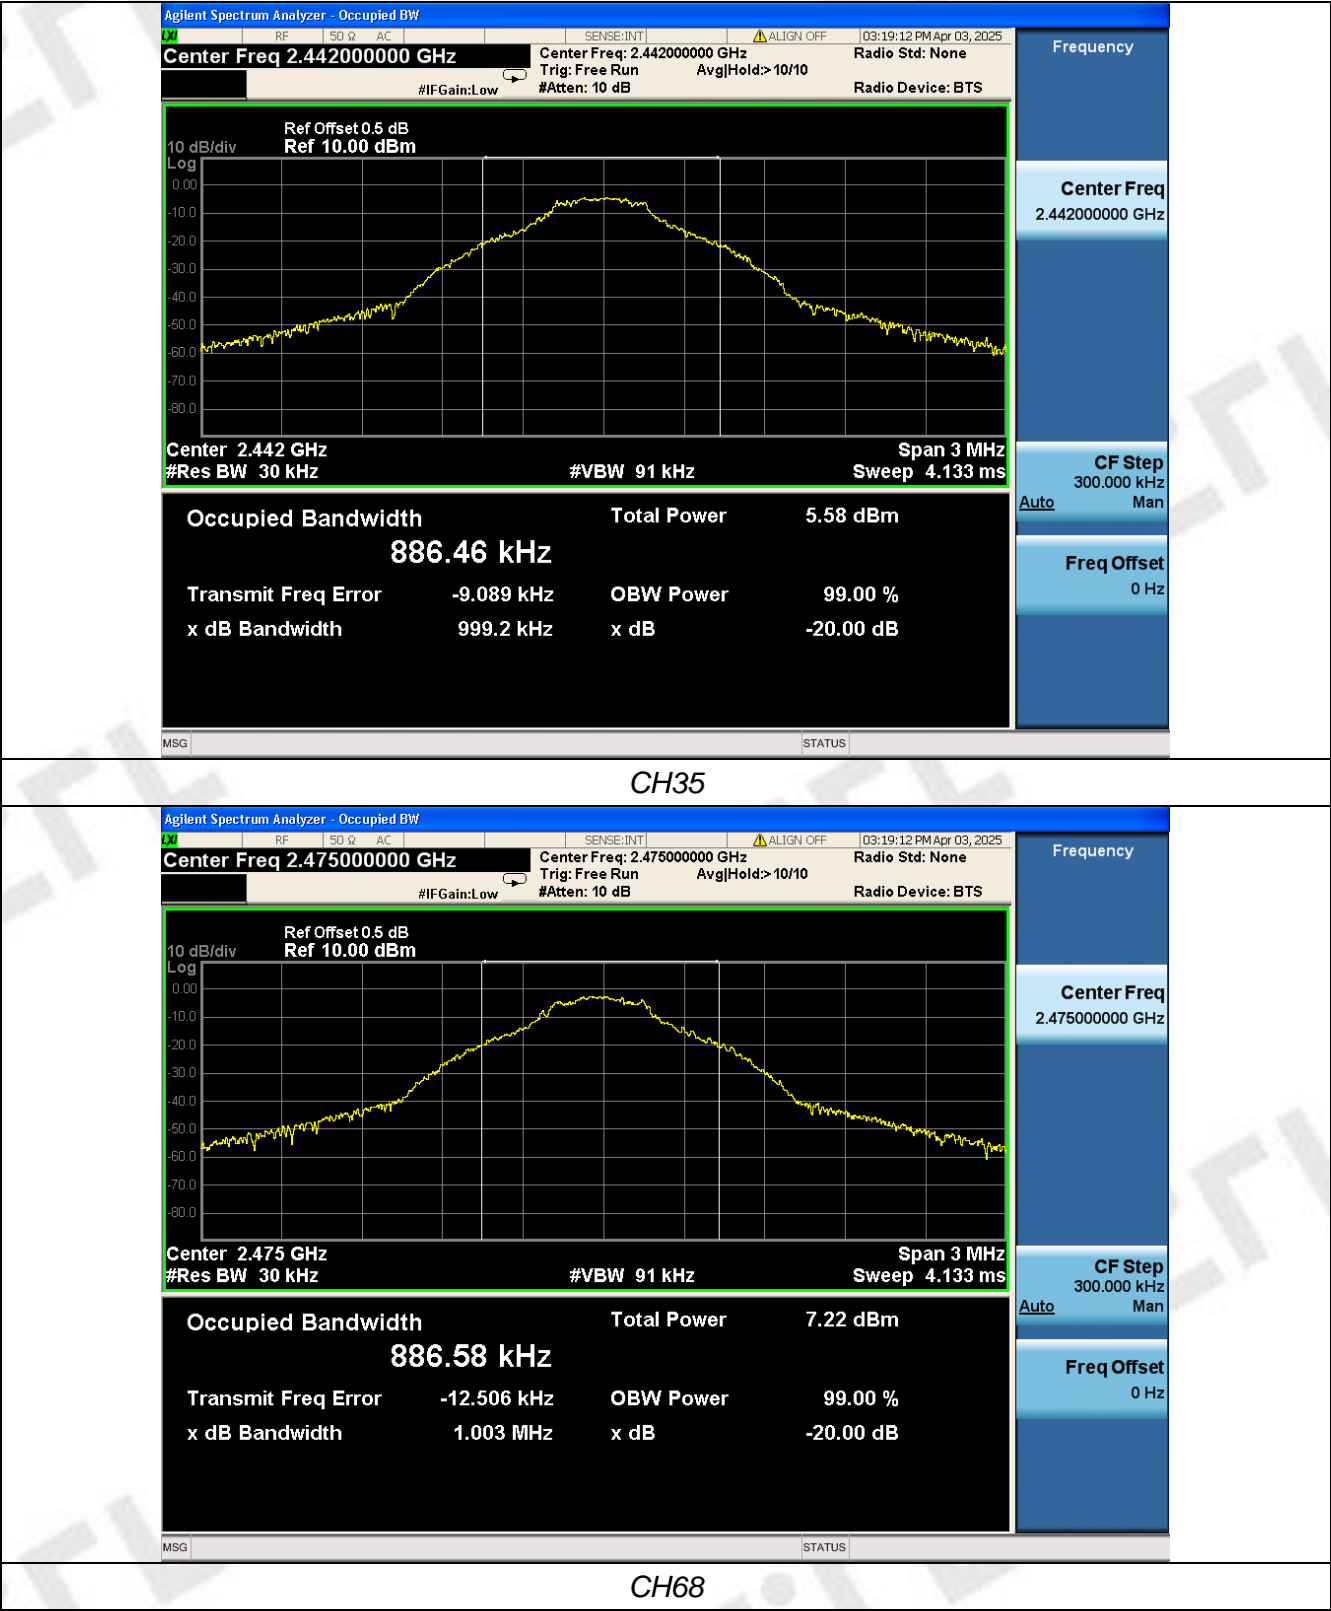 Agilent Spectrum Analyzer - Occupied BW
LXI RF 50 Ω AC SENSE:INT ALIGN OFF 03:19:12 PM Apr 03, 2025
Center Freq 2.442000000 GHz
Center Freq: 2.442000000 GHz
Radio Std: None
Trig: Free Run Avg|Hold:>10/10
#IFGain:Low #Atten: 10 dB Radio Device: BTS
Frequency
Ref Offset 0.5 dB
10 dB/div Ref 10.00 dBm
Log
0.00
-10.0
-20.0
-30.0
-40.0
-50.0
-60.0
-70.0
-80.0
Center 2.442 GHz Span 3 MHz
#Res BW 30 kHz #VBW 91 kHz Sweep 4.133 ms
Occupied Bandwidth Total Power 5.58 dBm
886.46 kHz
Transmit Freq Error -9.089 kHz OBW Power 99.00 %
x dB Bandwidth 999.2 kHz x dB -20.00 dB
Center Freq
2.442000000 GHz
CF Step
300.000 kHz
Auto Man
Freq Offset
0 Hz
MSG STATUS
CH35
Agilent Spectrum Analyzer - Occupied BW
LXI RF 50 Ω AC SENSE:INT ALIGN OFF 03:19:12 PM Apr 03, 2025
Center Freq 2.475000000 GHz
Center Freq: 2.475000000 GHz
Radio Std: None
Trig: Free Run Avg|Hold:>10/10
#IFGain:Low #Atten: 10 dB Radio Device: BTS
Frequency
Ref Offset 0.5 dB
10 dB/div Ref 10.00 dBm
Log
0.00
-10.0
-20.0
-30.0
-40.0
-50.0
-60.0
-70.0
-80.0
Center 2.475 GHz Span 3 MHz
#Res BW 30 kHz #VBW 91 kHz Sweep 4.133 ms
Occupied Bandwidth Total Power 7.22 dBm
886.58 kHz
Transmit Freq Error -12.506 kHz OBW Power 99.00 %
x dB Bandwidth 1.003 MHz x dB -20.00 dB
Center Freq
2.475000000 GHz
CF Step
300.000 kHz
Auto Man
Freq Offset
0 Hz
MSG STATUS
CH68